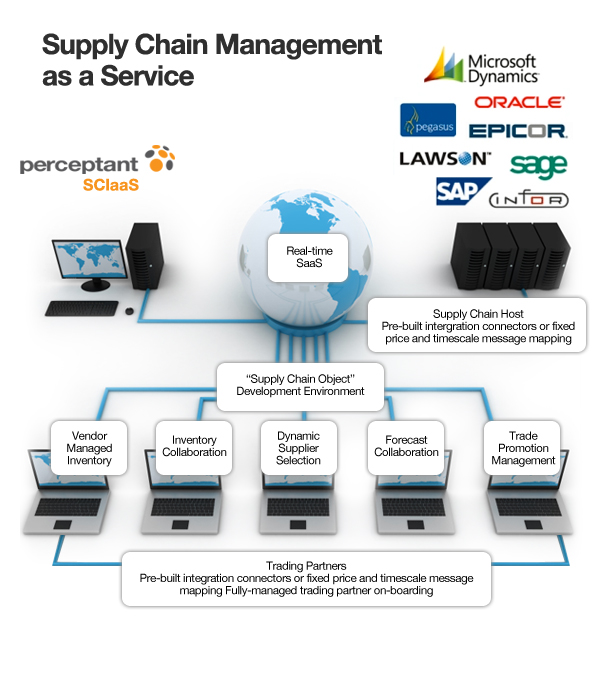 Supply Chain Management
as a Service
Microsoft
Dynamics
ORACLE
pegasus
EPICOR
LAWSON™
sage
SAP
INFOR
perceptant
SCIaaS
Real-time
SaaS
Supply Chain Host
Pre-built intergration connectors or fixed
price and timescale message mapping
“Supply Chain Object”
Development Environment
Vendor
Managed
Inventory
Inventory
Collaboration
Dynamic
Supplier
Selection
Forecast
Collaboration
Trade
Promotion
Management
Trading Partners
Pre-built integration connectors or fixed price and timescale message
mapping Fully-managed trading partner on-boarding